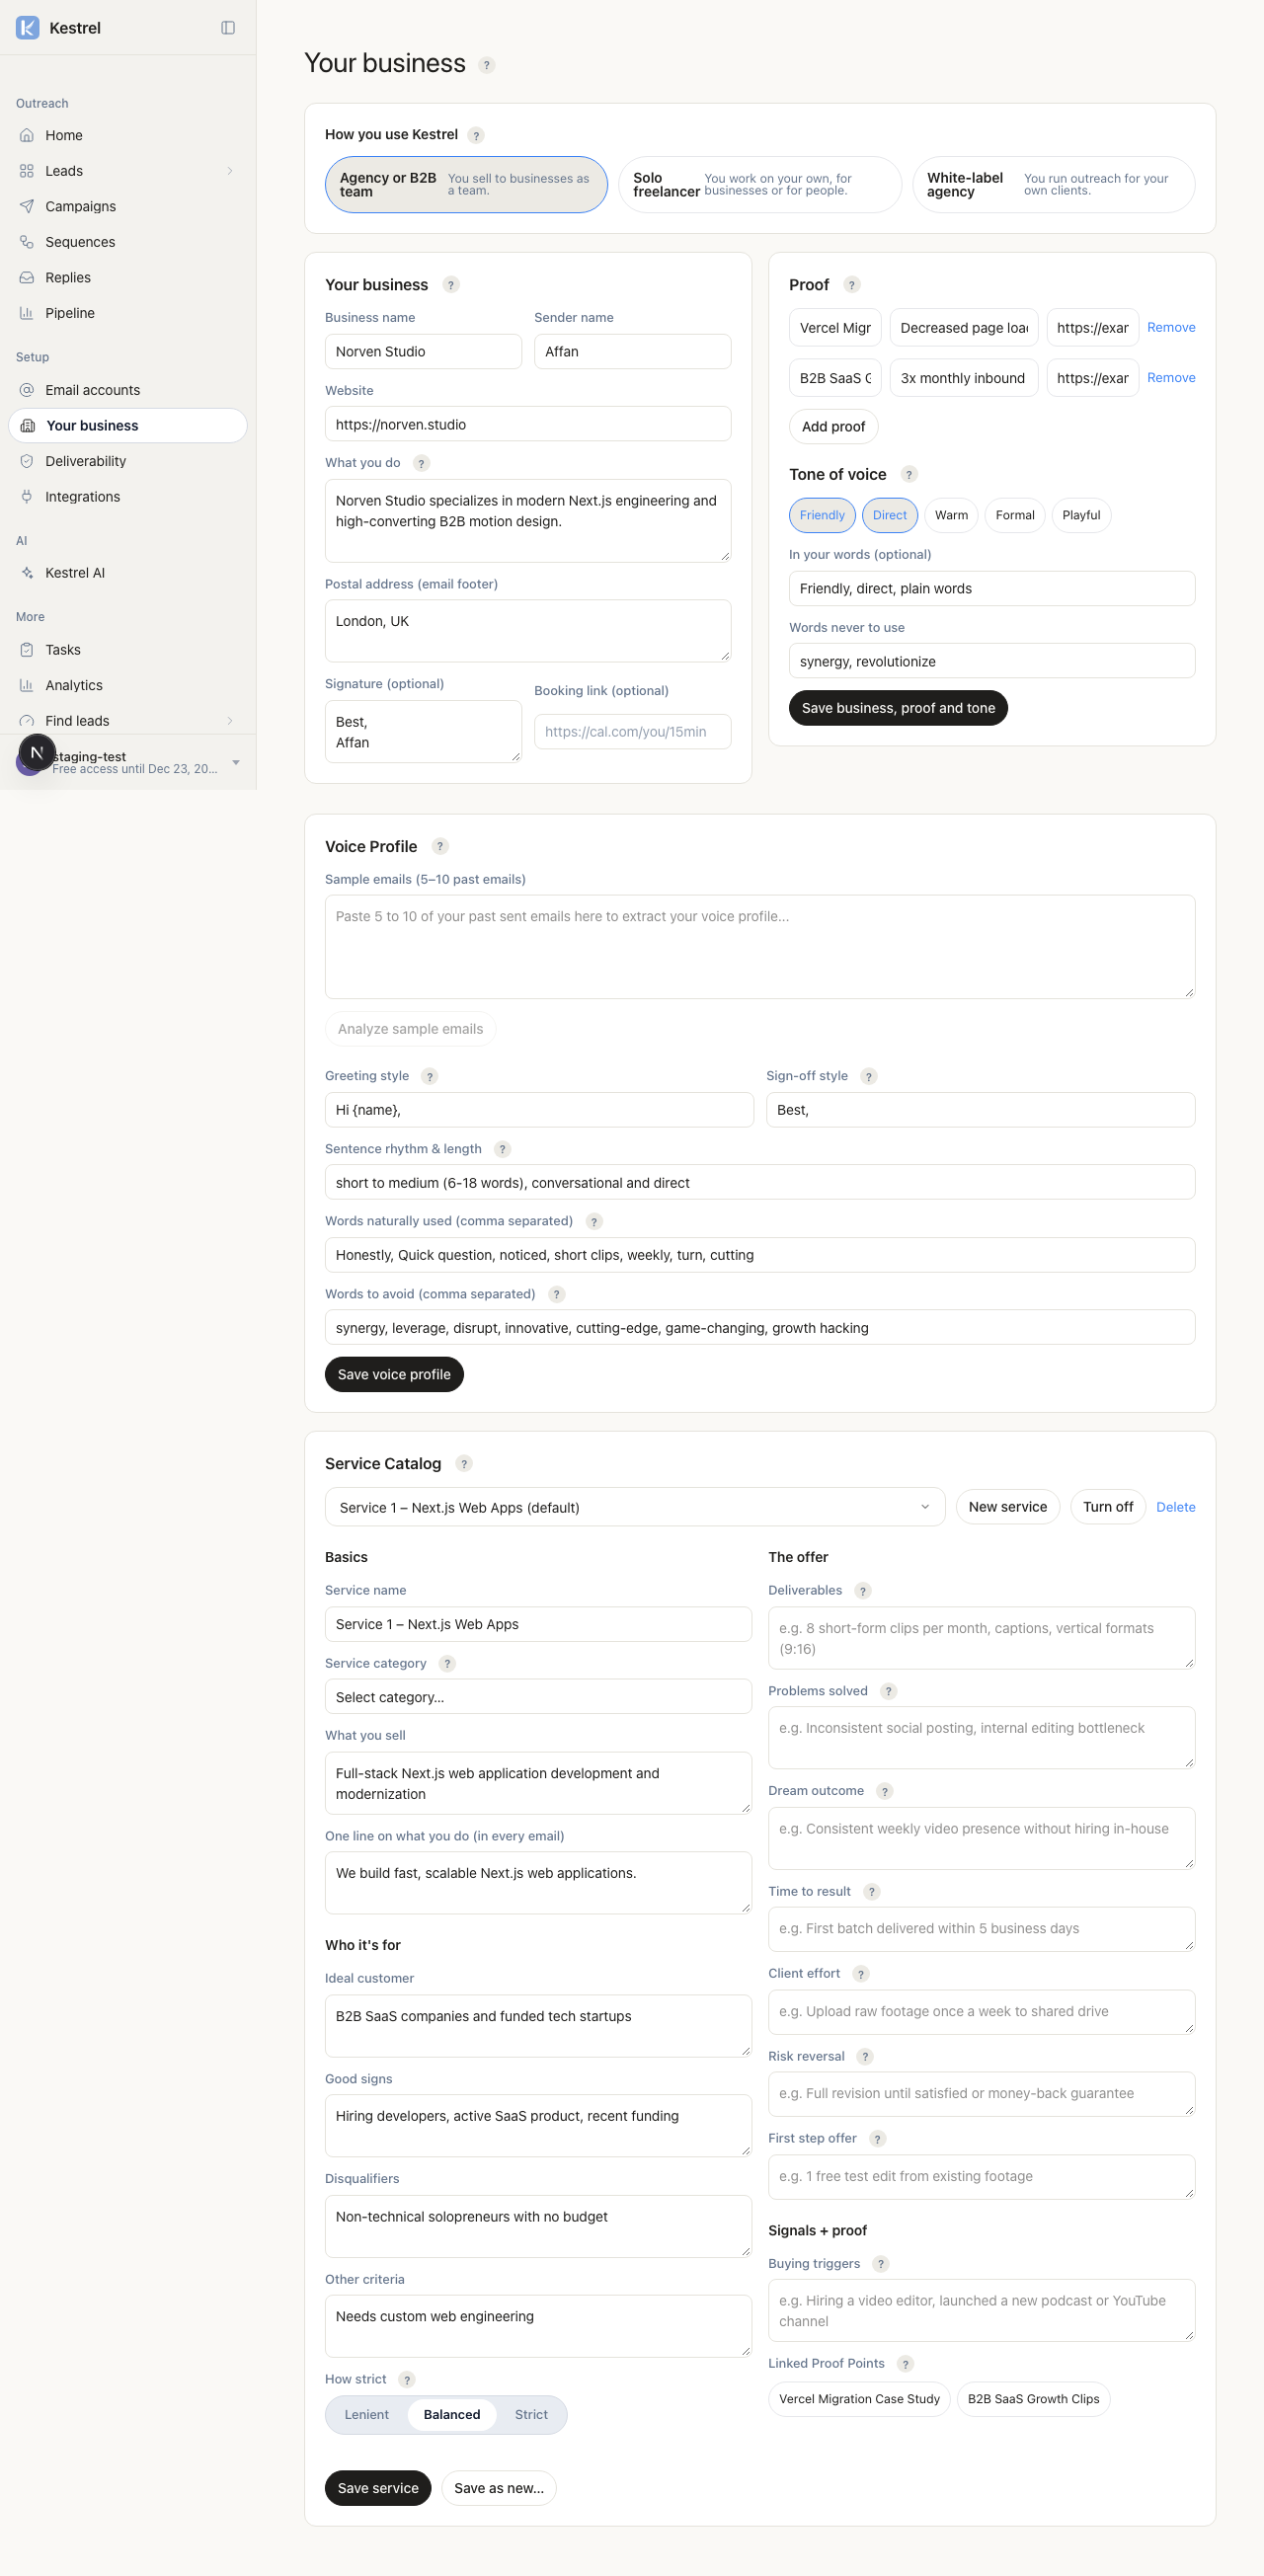 Kestrel
Outreach
Home
Leads
Campaigns
Sequences
Replies
Pipeline
Setup
Email accounts
Your business
Deliverability
Integrations
AI
Kestrel AI
More
Tasks
Analytics
Find leads
N
staging-test
Free access until Dec 23, 20...
Your business ?
How you use Kestrel ?
Agency or B2B team
You sell to businesses as a team.
Solo freelancer
You work on your own, for businesses or for people.
White-label agency
You run outreach for your own clients.
Your business ?
Business name
Sender name
Norven Studio
Affan
Website
https://norven.studio
What you do ?
Norven Studio specializes in modern Next.js engineering and
high-converting B2B motion design.
Postal address (email footer)
London, UK
Signature (optional)
Booking link (optional)
Best,
Affan
https://cal.com/you/15min
Proof ?
Vercel Migr
Decreased page load
https://exar
Remove
B2B SaaS G
3x monthly inbound
https://exar
Remove
Add proof
Tone of voice ?
Friendly
Direct
Warm
Formal
Playful
In your words (optional)
Friendly, direct, plain words
Words never to use
synergy, revolutionize
Save business, proof and tone
Voice Profile ?
Sample emails (5–10 past emails)
Paste 5 to 10 of your past sent emails here to extract your voice profile...
Analyze sample emails
Greeting style ?
Sign-off style ?
Hi {name},
Best,
Sentence rhythm & length ?
short to medium (6-18 words), conversational and direct
Words naturally used (comma separated) ?
Honestly, Quick question, noticed, short clips, weekly, turn, cutting
Words to avoid (comma separated) ?
synergy, leverage, disrupt, innovative, cutting-edge, game-changing, growth hacking
Save voice profile
Service Catalog ?
Service 1 – Next.js Web Apps (default)
New service
Turn off
Delete
Basics
Service name
Service 1 – Next.js Web Apps
Service category ?
Select category...
What you sell
Full-stack Next.js web application development and
modernization
One line on what you do (in every email)
We build fast, scalable Next.js web applications.
Who it's for
Ideal customer
B2B SaaS companies and funded tech startups
Good signs
Hiring developers, active SaaS product, recent funding
Disqualifiers
Non-technical solopreneurs with no budget
Other criteria
Needs custom web engineering
How strict ?
Lenient
Balanced
Strict
The offer
Deliverables ?
e.g. 8 short-form clips per month, captions, vertical formats
(9:16)
Problems solved ?
e.g. Inconsistent social posting, internal editing bottleneck
Dream outcome ?
e.g. Consistent weekly video presence without hiring in-house
Time to result ?
e.g. First batch delivered within 5 business days
Client effort ?
e.g. Upload raw footage once a week to shared drive
Risk reversal ?
e.g. Full revision until satisfied or money-back guarantee
First step offer ?
e.g. 1 free test edit from existing footage
Signals + proof
Buying triggers ?
e.g. Hiring a video editor, launched a new podcast or YouTube
channel
Linked Proof Points ?
Vercel Migration Case Study
B2B SaaS Growth Clips
Save service
Save as new...